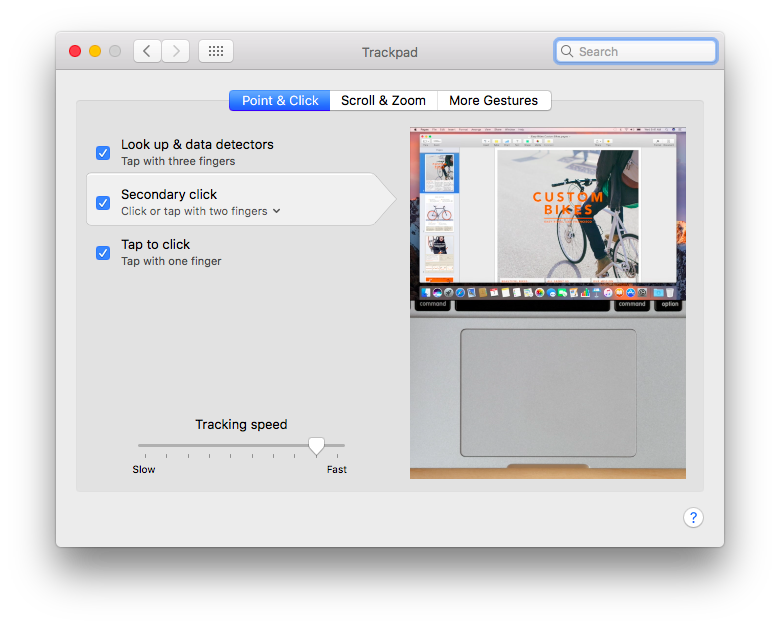 Trackpad
Search
Point & Click
Scroll & Zoom
More Gestures
Look up & data detectors
Tap with three fingers
Secondary click
Click or tap with two fingers
Tap to click
Tap with one finger
Tracking speed
Slow
Fast
CUSTOM
BIKES
command
command
option
?